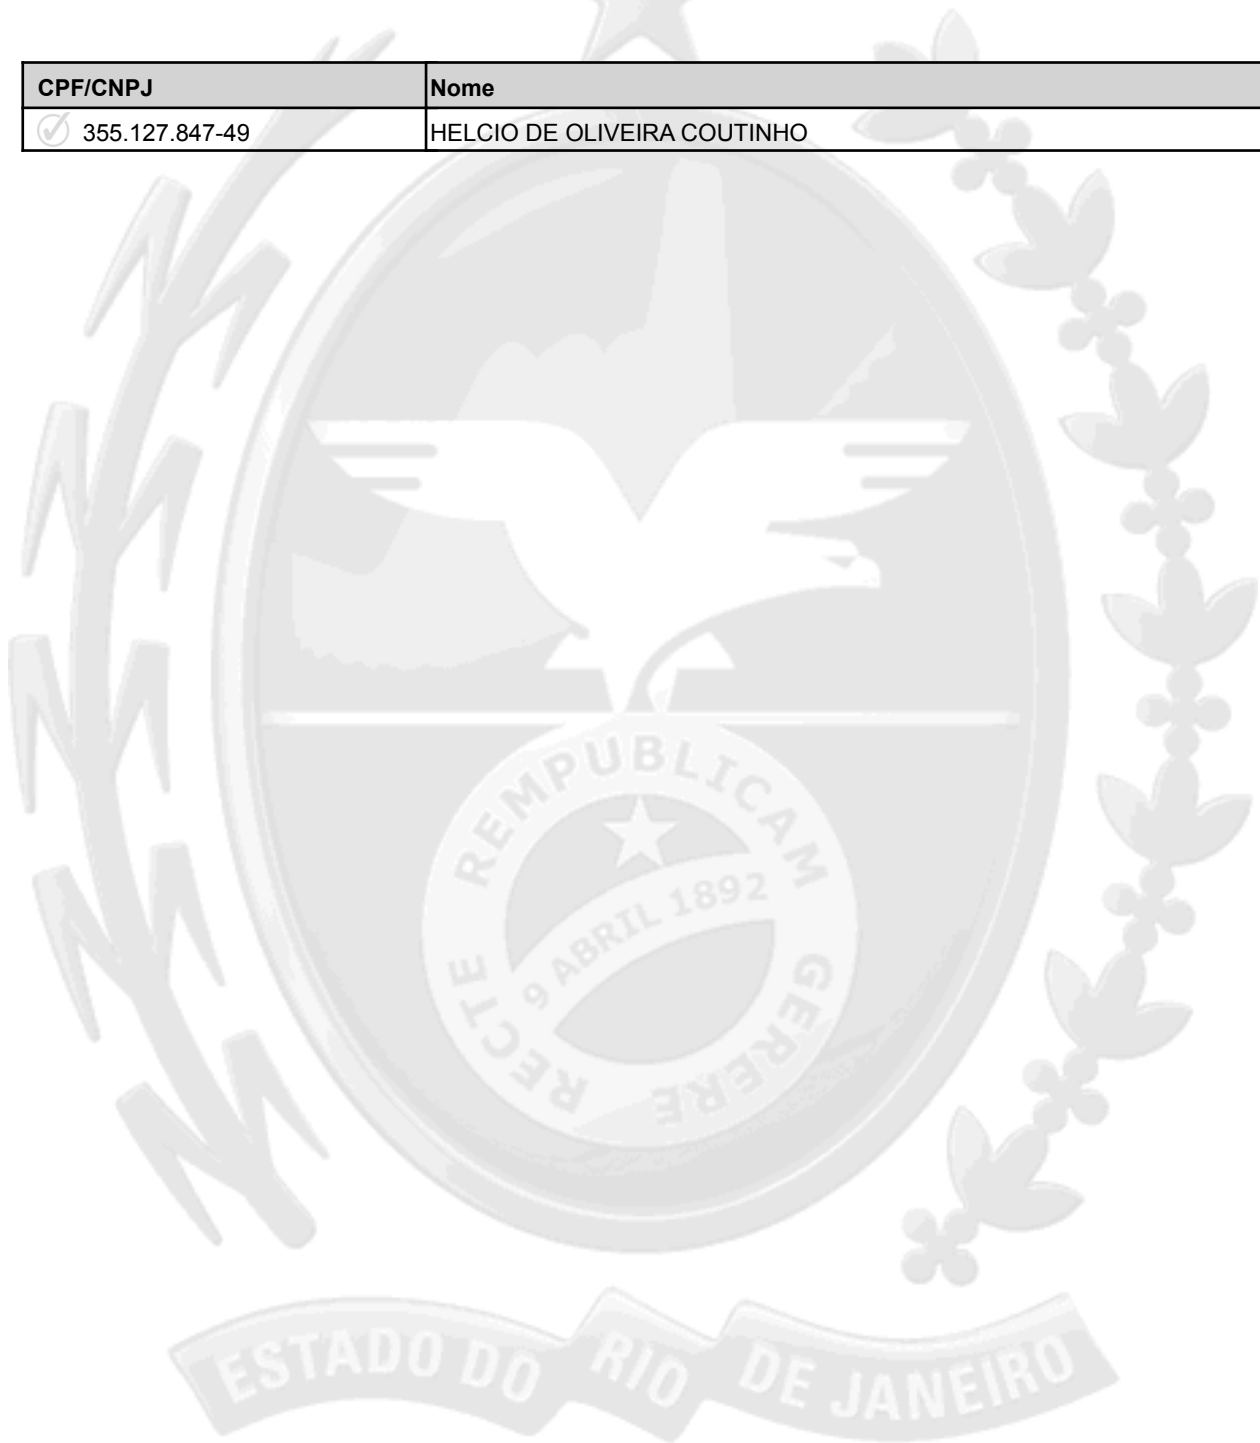 CPF/CNPJ Nome
355.127.847-49 HELCIO DE OLIVEIRA COUTINHO
RECTE REMPUBLICAM GERERE
9 ABRIL 1892
ESTADO DO RIO DE JANEIRO